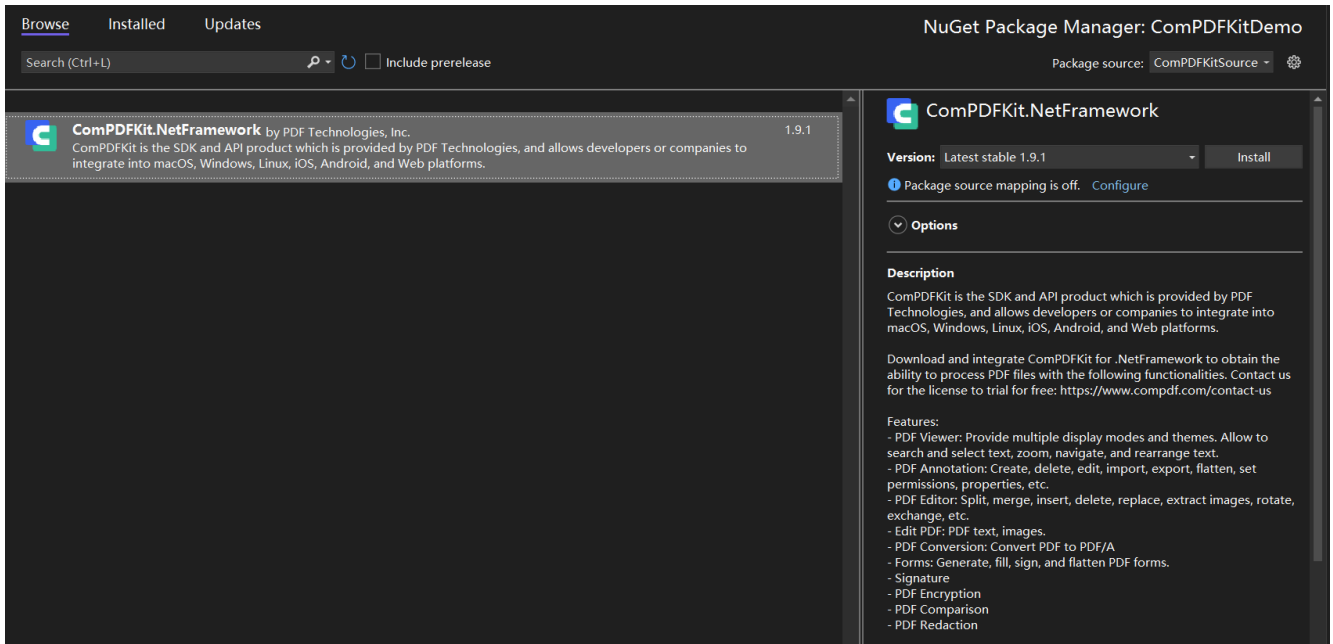 Browse Installed Updates
NuGet Package Manager: ComPDFKitDemo
Search (Ctrl+L)
Include prerelease
Package source: ComPDFKitSource
ComPDFKit.NetFramework by PDF Technologies, Inc.
1.9.1
ComPDFKit is the SDK and API product which is provided by PDF Technologies, and allows developers or companies to
integrate into macOS, Windows, Linux, iOS, Android, and Web platforms.
ComPDFKit.NetFramework
Version: Latest stable 1.9.1
Install
Package source mapping is off. Configure
Options
Description
ComPDFKit is the SDK and API product which is provided by PDF
Technologies, and allows developers or companies to integrate into
macOS, Windows, Linux, iOS, Android, and Web platforms.
Download and integrate ComPDFKit for .NetFramework to obtain the
ability to process PDF files with the following functionalities. Contact us
for the license to trial for free: https://www.compdf.com/contact-us
Features:
- PDF Viewer: Provide multiple display modes and themes. Allow to
search and select text, zoom, navigate, and rearrange text.
- PDF Annotation: Create, delete, edit, import, export, flatten, set
permissions, properties, etc.
- PDF Editor: Split, merge, insert, delete, replace, extract images, rotate,
exchange, etc.
- Edit PDF: PDF text, images.
- PDF Conversion: Convert PDF to PDF/A
- Forms: Generate, fill, sign, and flatten PDF forms.
- Signature
- PDF Encryption
- PDF Comparison
- PDF Redaction